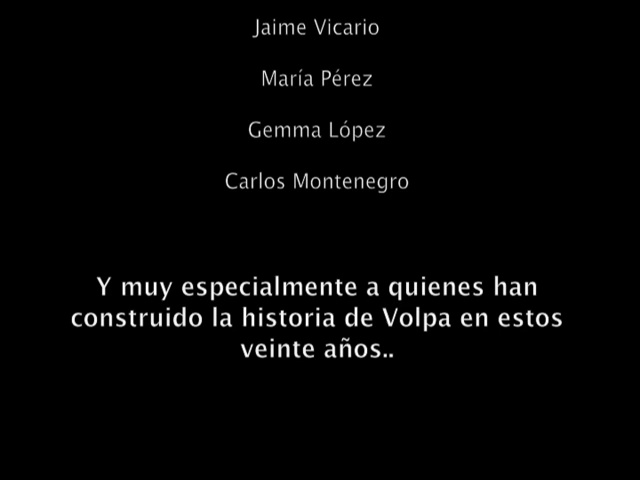 Jaime Vicario
María Pérez
Gemma López
Carlos Montenegro
Y muy especialmente a quienes han
construido la historia de Volpa en estos
veinte años..